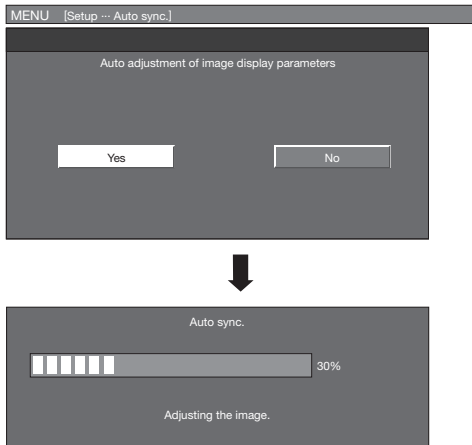 MENU [Setup ··· Auto sync.]
Auto adjustment of image display parameters
Yes No
Auto sync.
30%
Adjusting the image.